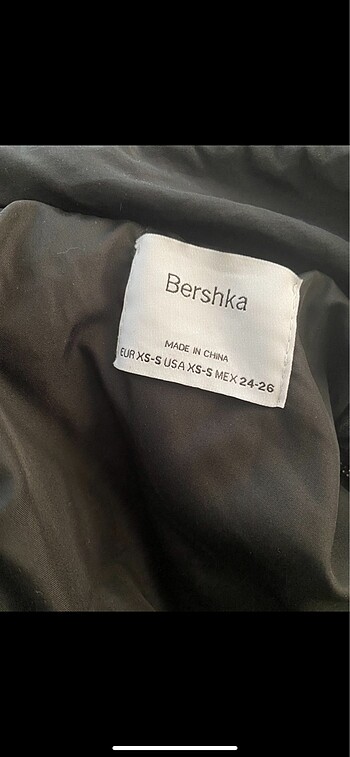 Bershka
MADE IN CHINA
EUR XS-S USA XS-S MEX 24-26